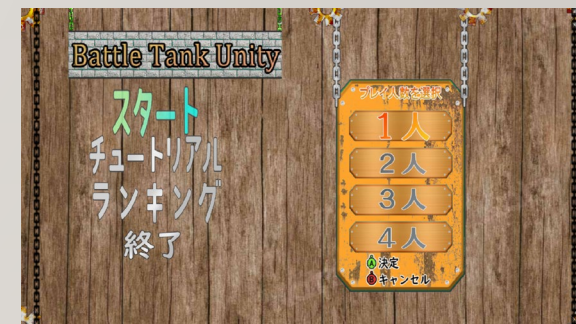 Battle Tank Unity
スタート
チュートリアル
ランキング
終了
プレイ人数を選択
1人
2人
3人
4人
A 決定
B キャンセル